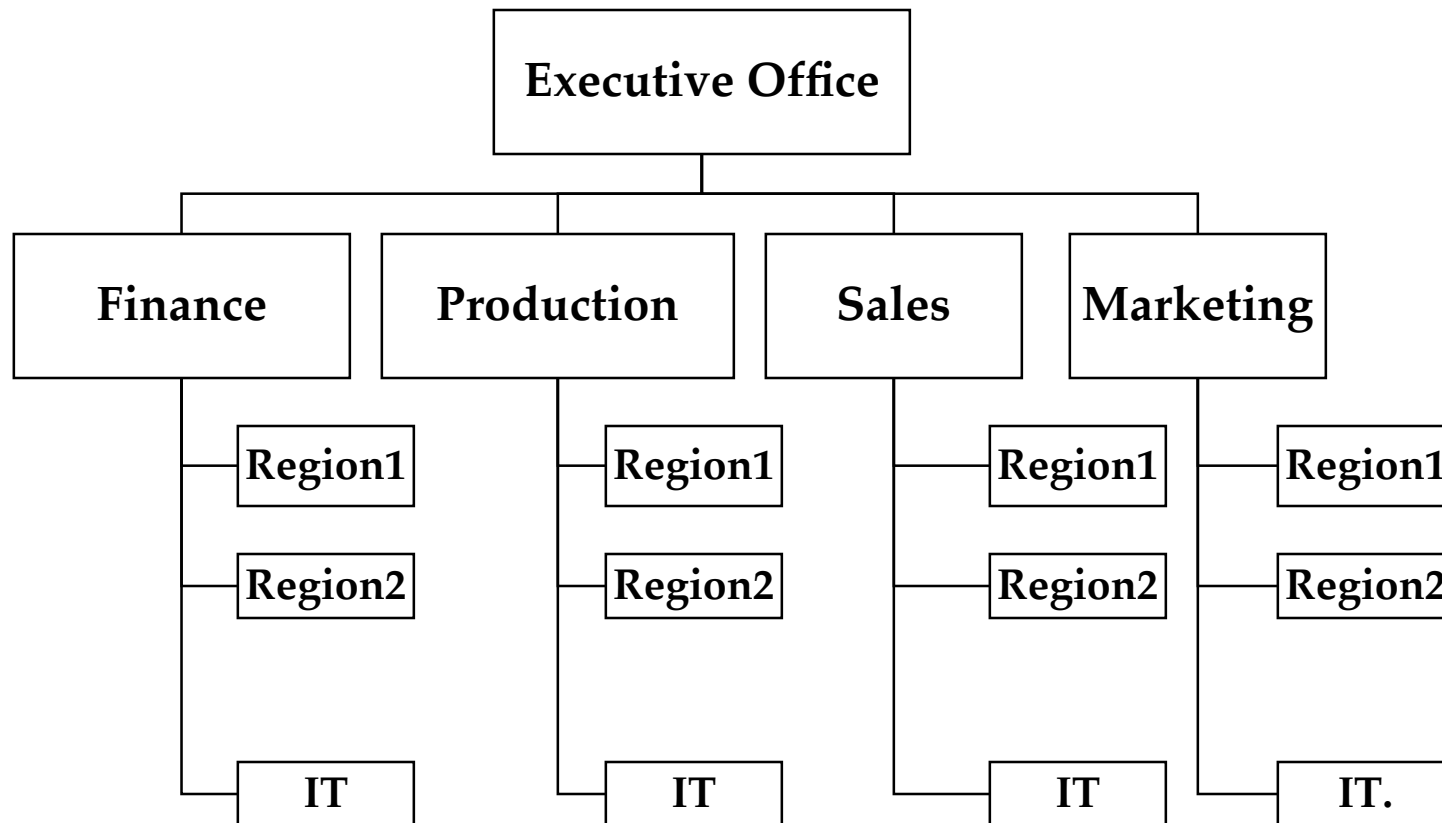 Executive Office
Finance
Production
Sales
Marketing
Region1
Region1
Region1
Region1
Region2
Region2
Region2
Region2
IT
IT
IT
IT.